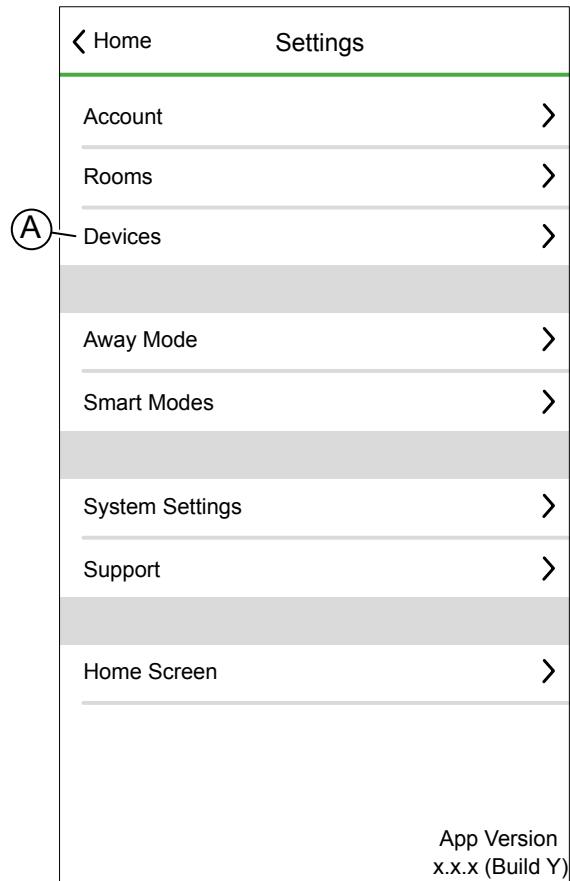 Home Settings
Account
Rooms
A Devices
Away Mode
Smart Modes
System Settings
Support
Home Screen
App Version
x.x.x (Build Y)